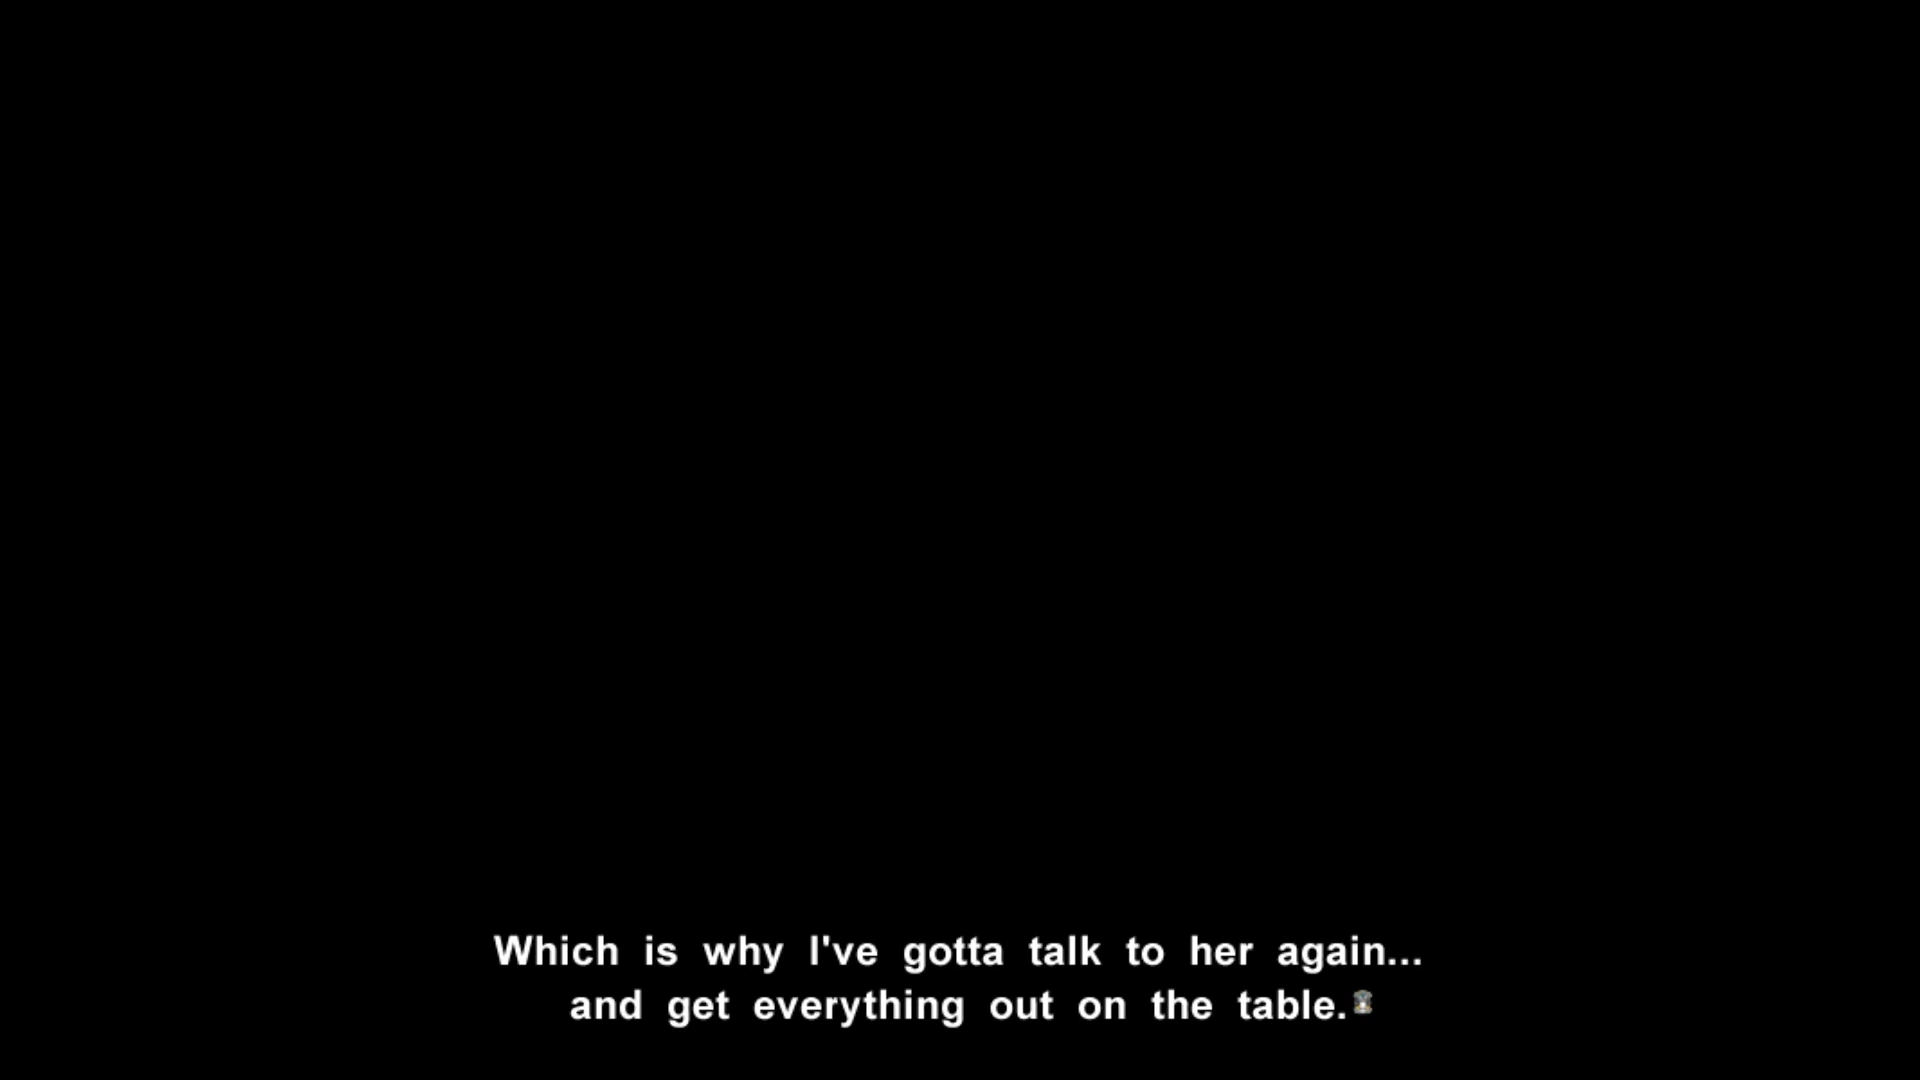 Which is why I've gotta talk to her again...
and get everything out on the table.